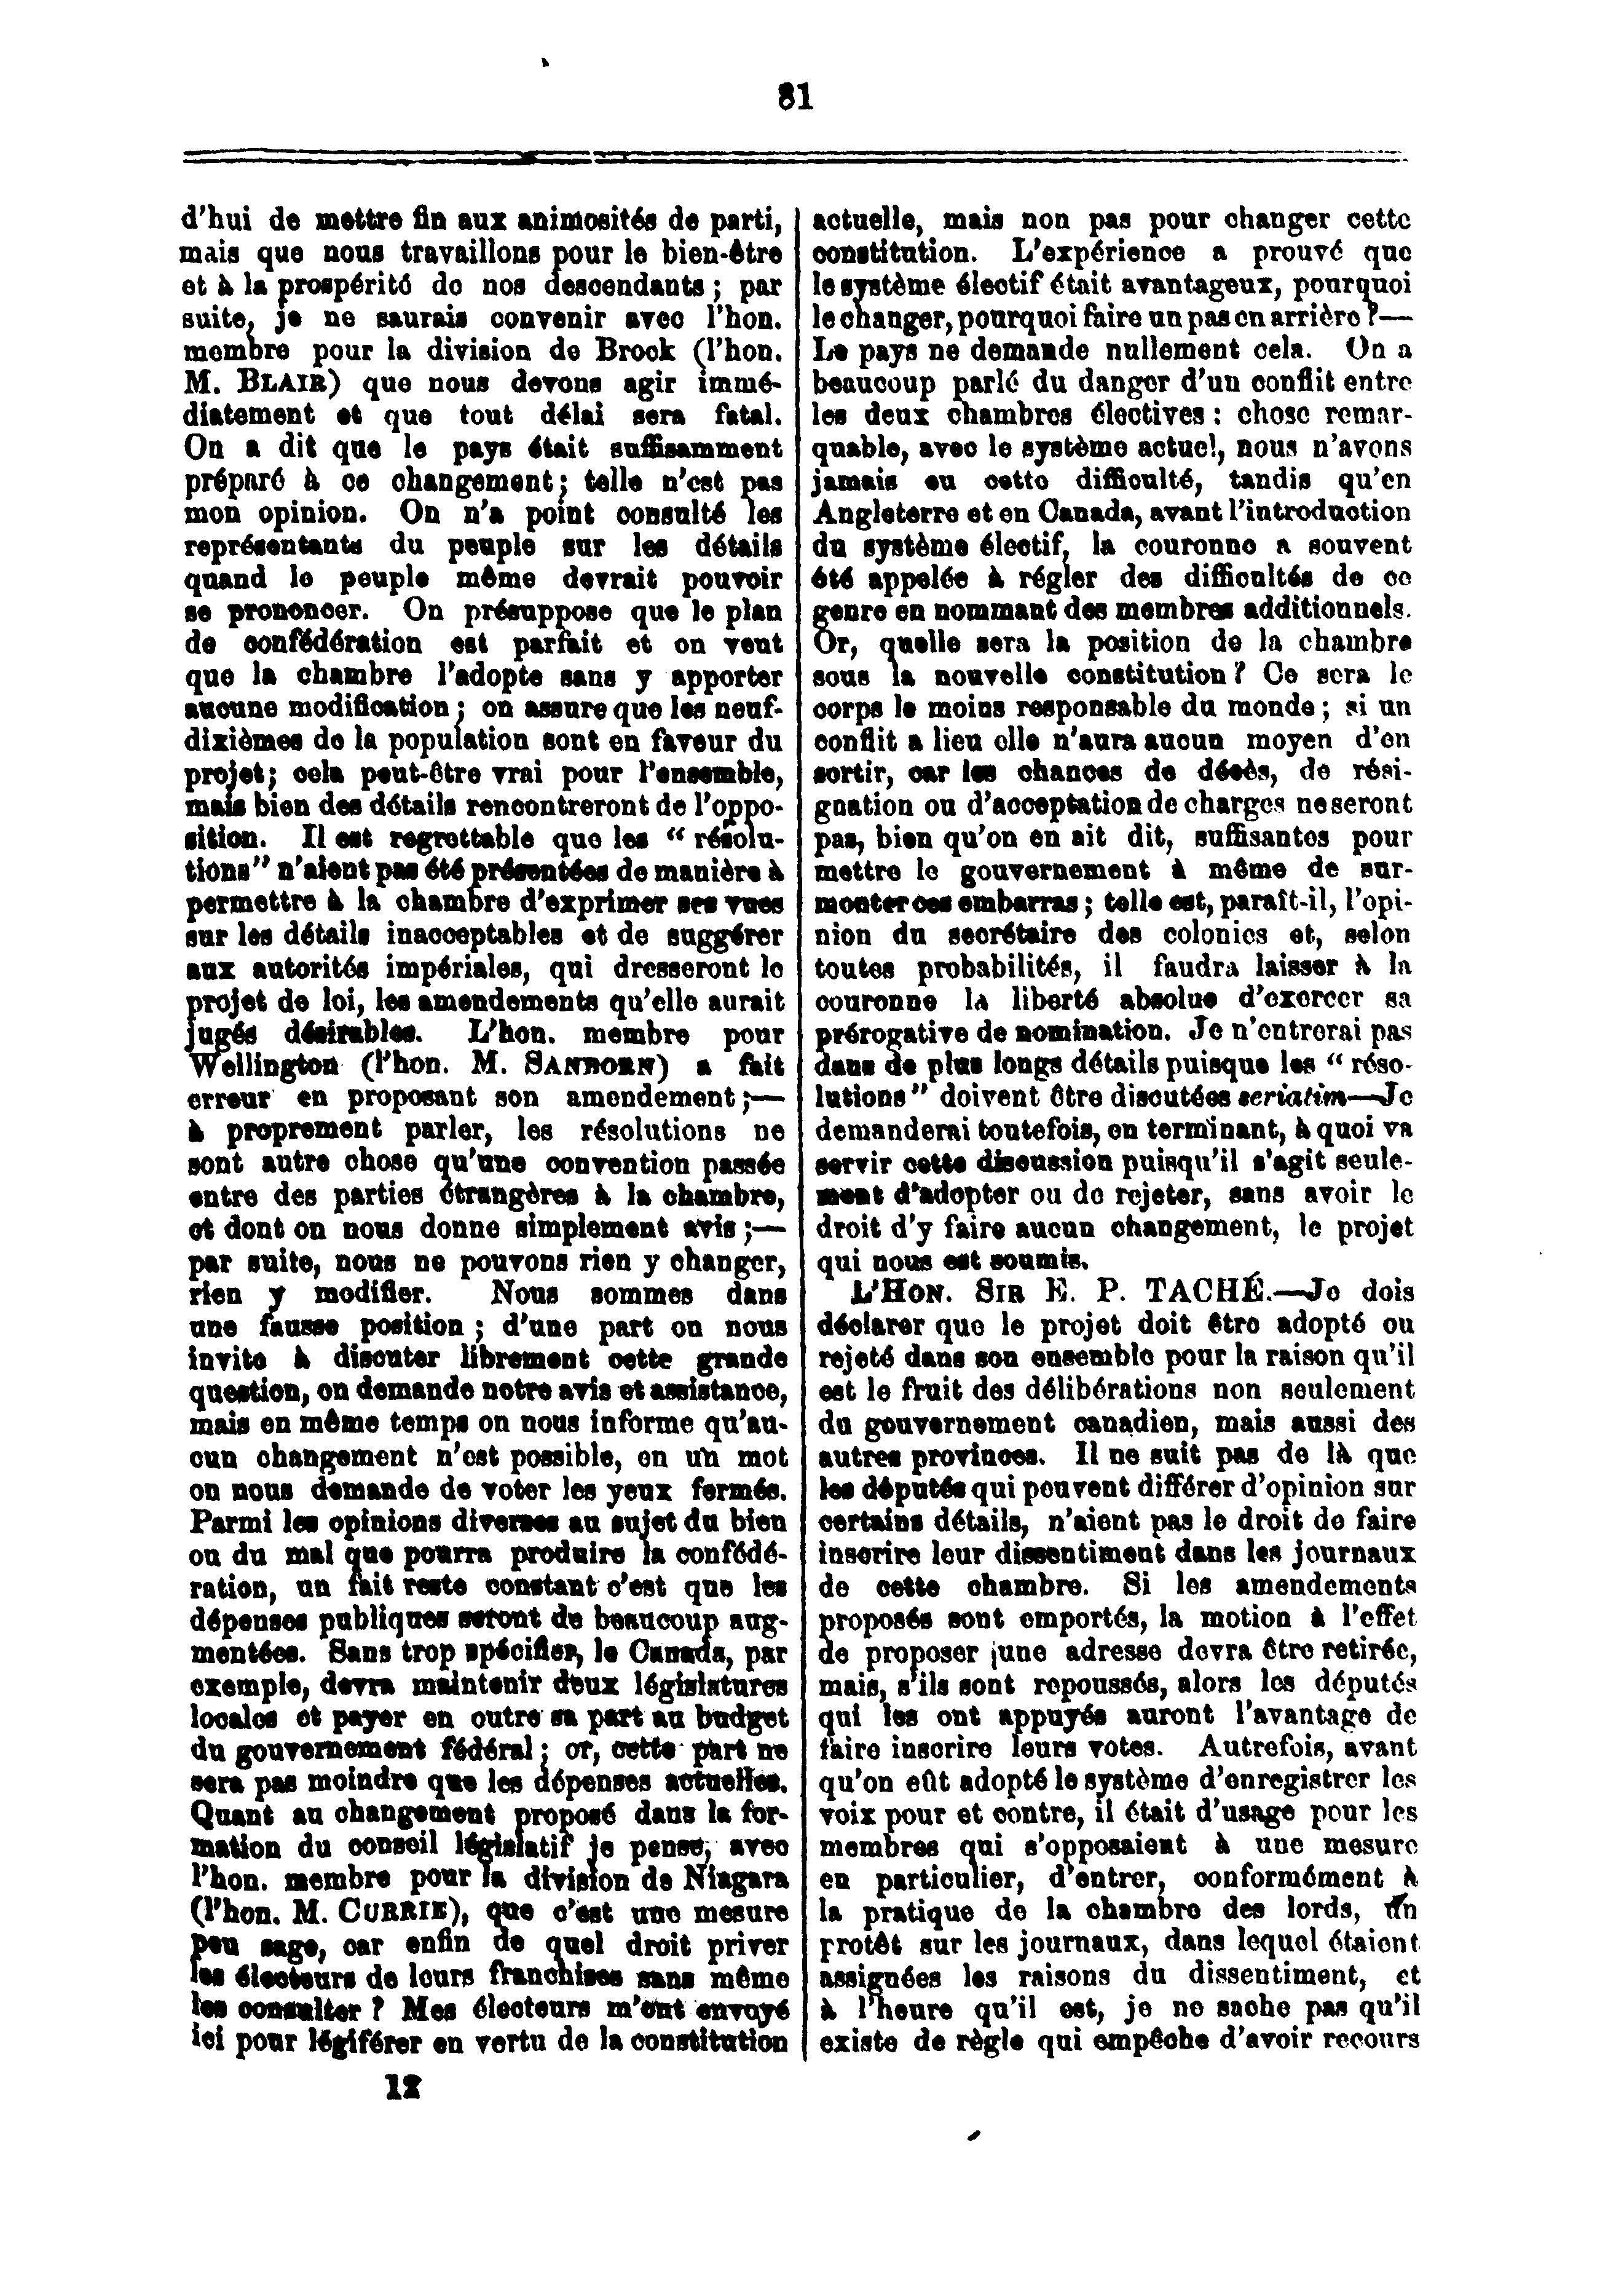 81
d'hui de mettre fin aux animosités de parti,
mais que nous travaillons pour le bien-être
et à la prospérité de nos descendants ; par
suite, je ne saurais convenir avec l'hon.
membre pour la division de Brock (l'hon.
M. BLAIR) que nous devons agir immé-
diatement et que tout délai sera fatal.
On a dit que le pays était suffisamment
préparé à ce changement ; telle n'est pas
mon opinion. On n'a point consulté les
représentants du peuple sur les détails
quand le peuple même devrait pouvoir
se prononcer. On présuppose que le plan
de confédération est parfait et on veut
que la chambre l'adopte sans y apporter
aucune modification ; on assure que les neuf-
dixièmes de la population sont en faveur du
projet ; cela peut-être vrai pour l'ensemble,
mais bien des détails rencontreront de l'oppo-
sition. Il est regrettable que les “ résolu-
tions” n'aient pas été présentées de manière à
permettre à la chambre d'exprimer ses vues
sur les détails inacceptables et de suggérer
aux autorités impériales, qui dresseront le
projet de loi, les amendements qu'elle aurait
jugés désirables. L'hon. membre pour
Wellington (l'hon. M. SANBORN) a fait
erreur en proposant son amendement ;—
à proprement parler, les résolutions ne
sont autre chose qu'une convention passée
entre des parties étrangères à la chambre,
et dont on nous donne simplement avis ;—
par suite, nous ne pouvons rien y changer,
rien y modifier. Nous sommes dans
une fausse position ; d'une part on nous
invite à discuter librement cette grande
question, on demande notre avis et assistance,
mais en même temps on nous informe qu'au-
cun changement n'est possible, en un mot
on nous demande de voter les yeux fermés.
Parmi les opinions diverses au sujet du bien
ou du mal que pourra produire la confédé-
ration, un fait reste constant c'est que les
dépenses publiques seront de beaucoup aug-
mentées. Sans trop spécifier, le Canada, par
exemple, devra maintenir deux législatures
locales et payer en outre sa part au budget
du gouvernement fédéral ; or, cette part ne
sera pas moindre que les dépenses actuelles.
Quant au changement proposé dans la for-
mation du conseil législatif je pense, avec
l'hon. membre pour la division de Niagara
(l'hon. M. CURRIE), que c'est une mesure
peu sage, car enfin de quel droit priver
les électeurs de leurs franchises sans même
les consulter ? Mes électeurs m'ont envoyé
ici pour légiférer en vertu de la constitution
12
actuelle, mais non pas pour changer cette
constitution. L'expérience a prouvé que
le système électif était avantageux, pourquoi
le changer, pourquoi faire un pas en arrière ?—
Le pays ne demande nullement cela. On a
beaucoup parlé du danger d'un conflit entre
les deux chambres électives : chose remar-
quable, avec le système actuel, nous n'avons
jamais eu cette difficulté, tandis qu'en
Angleterre et en Canada, avant l'introduction
du système électif, la couronne a souvent
été appelée à régler des difficultés de ce
genre en nommant des membres additionnels.
Or, quelle sera la position de la chambre
sous la nouvelle constitution ? Ce sera le
corps le moins responsable du monde ; si un
conflit a lieu elle n'aura aucun moyen d'en
sortir, car les chances de décès, de rési-
gnation ou d'acceptation de charges ne seront
pas, bien qu'on en ait dit, suffisantes pour
mettre le gouvernement à même de sur-
monter ces embarras ; telle est, paraît-il, l'opi-
nion du secrétaire des colonies et, selon
toutes probabilités, il faudra laisser à la
couronne la liberté absolue d'exercer sa
prérogative de nomination. Je n'entrerai pas
dans de plus longs détails puisque les “ réso-
lutions” doivent être discutées seriatim—Je
demanderai toutefois, en terminant, à quoi va
servir cette discussion puisqu'il s'agit seule-
ment d'adopter ou de rejeter, sans avoir le
droit d'y faire aucun changement, le projet
qui nous est soumis.
L'HON. SIR E. P. TACHÉ.—Je dois
déclarer que le projet doit être adopté ou
rejeté dans son ensemble pour la raison qu'il
est le fruit des délibérations non seulement
du gouvernement canadien, mais aussi des
autres provinces. Il ne suit pas de là que
les députés qui peuvent différer d'opinion sur
certains détails, n'aient pas le droit de faire
inscrire leur dissentiment dans les journaux
de cette chambre. Si les amendements
proposés sont emportés, la motion à l'effet
de proposer une adresse devra être retirée,
mais, s'ils sont repoussés, alors les députés
qui les ont appuyés auront l'avantage de
faire inscrire leurs votes. Autrefois, avant
qu'on eût adopté le système d'enregistrer les
voix pour et contre, il était d'usage pour les
membres qui s'opposaient à une mesure
en particulier, d'entrer, conformément à
la pratique de la chambre des lords, un
protêt sur les journaux, dans lequel étaient
assignées les raisons du dissentiment, et
à l'heure qu'il est, je ne sache pas qu'il
existe de règle qui empêche d'avoir recours